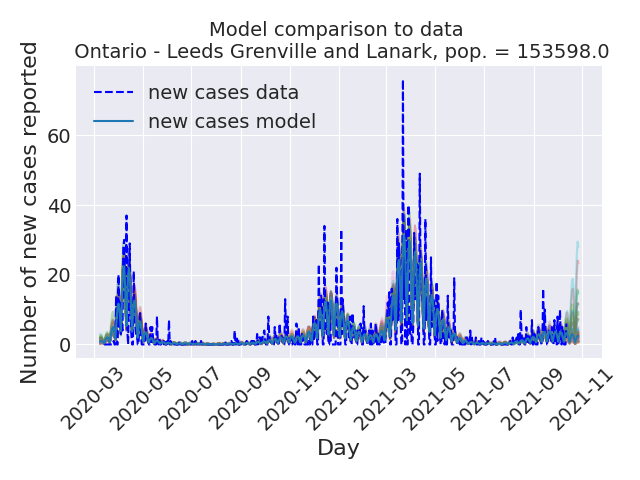 Model comparison to data
Ontario - Leeds Grenville and Lanark, pop. = 153598.0
new cases data
new cases model
Number of new cases reported
60
40
20
0
2020-03
2020-05
2020-07
2020-09
2020-11
2021-01
2021-03
2021-05
2021-07
2021-09
2021-11
Day